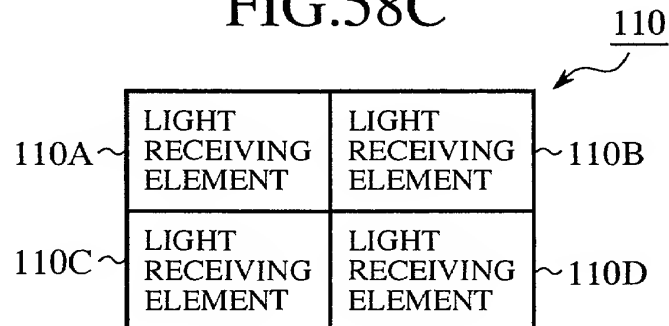 FIG.58C
110
LIGHT
RECEIVING
ELEMENT
LIGHT
RECEIVING
ELEMENT
110A
110B
LIGHT
RECEIVING
ELEMENT
LIGHT
RECEIVING
ELEMENT
110C
110D